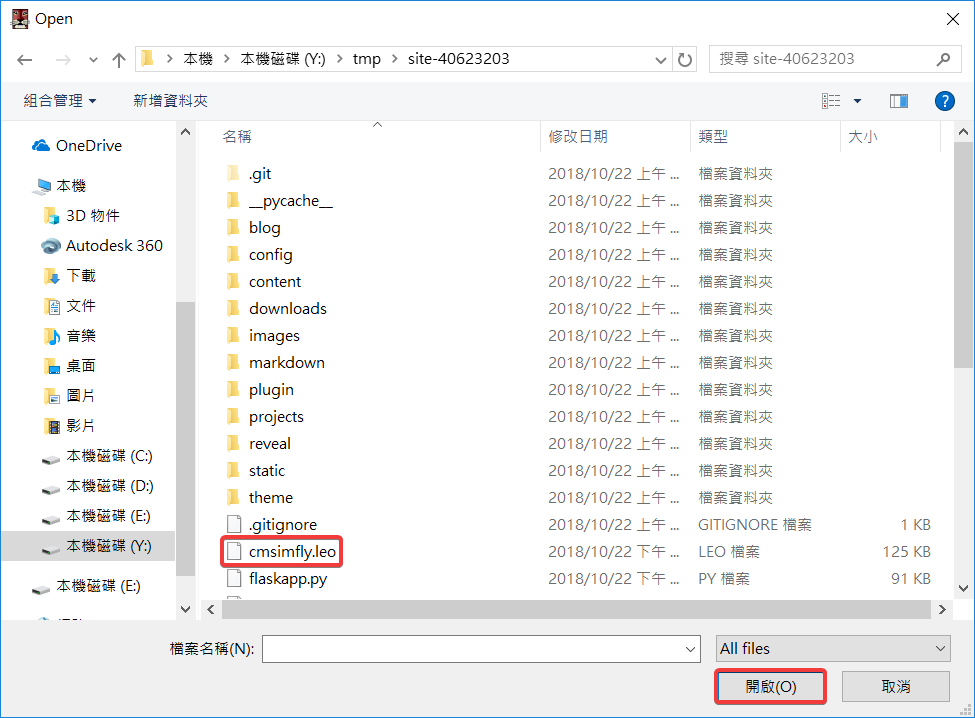 Open
本機 本機磁碟 (Y:) tmp site-40623203 搜尋 site-40623203
組合管理 新增資料夾 ?
名稱 修改日期 類型 大小
OneDrive
本機
3D 物件
Autodesk 360
下載
文件
音樂
桌面
圖片
影片
本機磁碟 (C:)
本機磁碟 (D:)
本機磁碟 (E:)
本機磁碟 (Y:)
本機磁碟 (E:)
.git 2018/10/22 上午 ... 檔案資料夾
__pycache__ 2018/10/22 上午 ... 檔案資料夾
blog 2018/10/22 上午 ... 檔案資料夾
config 2018/10/22 上午 ... 檔案資料夾
content 2018/10/22 上午 ... 檔案資料夾
downloads 2018/10/22 上午 ... 檔案資料夾
images 2018/10/22 上午 ... 檔案資料夾
markdown 2018/10/22 上午 ... 檔案資料夾
plugin 2018/10/22 上午 ... 檔案資料夾
projects 2018/10/22 上午 ... 檔案資料夾
reveal 2018/10/22 上午 ... 檔案資料夾
static 2018/10/22 上午 ... 檔案資料夾
theme 2018/10/22 上午 ... 檔案資料夾
.gitignore 2018/10/22 上午 ... GITIGNORE 檔案 1 KB
cmsimfly.leo 2018/10/22 下午 ... LEO 檔案 125 KB
flaskapp.py 2018/10/22 下午 ... PY 檔案 91 KB
檔案名稱(N): All files
開啟(O) 取消